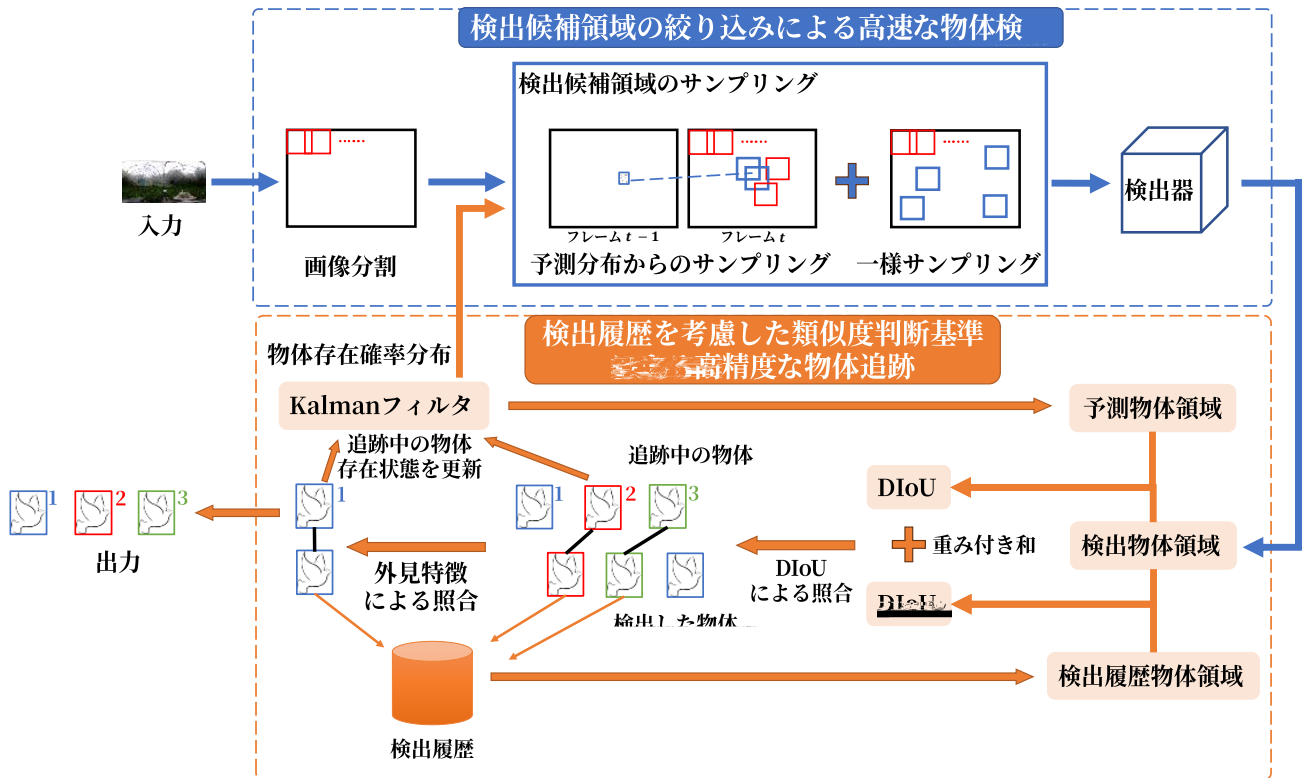 検出候補領域の絞り込みによる高速な物体検
検出候補領域のサンプリング
入力
画像分割
フレーム t − 1
フレーム t
予測分布からのサンプリング
一様サンプリング
検出器
検出履歴を考慮した類似度判断基準
高精度な物体追跡
物体存在確率分布
Kalmanフィルタ
予測物体領域
追跡中の物体
存在状態を更新
追跡中の物体
DIoU
重み付き和
検出物体領域
1
2
3
出力
1
1
2
3
外見特徴
による照合
DIoU
による照合
検出した物体
検出履歴物体領域
検出履歴